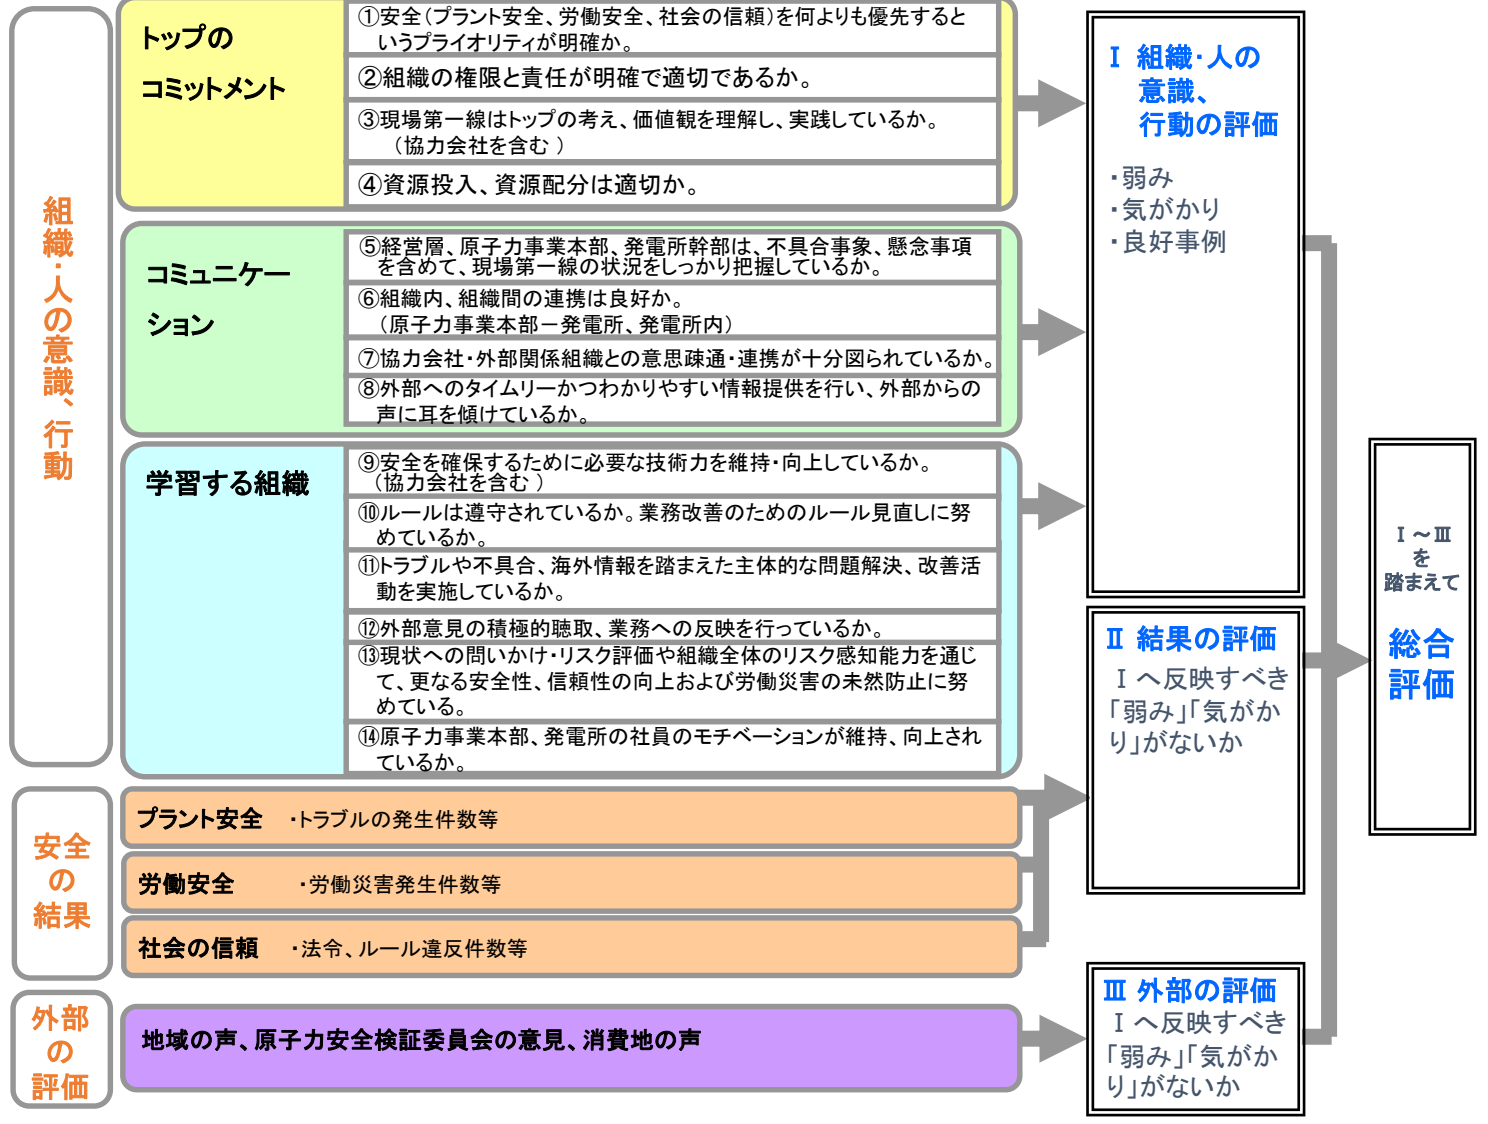 組織・人の意識、行動
トップの
コミットメント
①安全（プラント安全、労働安全、社会の信頼）を何よりも優先すると
いうプライオリティが明確か。
②組織の権限と責任が明確で適切であるか。
③現場第一線はトップの考え、価値観を理解し、実践しているか。
（協力会社を含む ）
④資源投入、資源配分は適切か。
コミュニケー
ション
⑤経営層、原子力事業本部、発電所幹部は、不具合事象、懸念事項
を含めて、現場第一線の状況をしっかり把握しているか。
⑥組織内、組織間の連携は良好か。
（原子力事業本部－発電所、発電所内）
⑦協力会社・外部関係組織との意思疎通・連携が十分図られているか。
⑧外部へのタイムリーかつわかりやすい情報提供を行い、外部からの
声に耳を傾けているか。
学習する組織
⑨安全を確保するために必要な技術力を維持・向上しているか。
（協力会社を含む ）
⑩ルールは遵守されているか。業務改善のためのルール見直しに努
めているか。
⑪トラブルや不具合、海外情報を踏まえた主体的な問題解決、改善活
動を実施しているか。
⑫外部意見の積極的聴取、業務への反映を行っているか。
⑬現状への問いかけ・リスク評価や組織全体のリスク感知能力を通じ
て、更なる安全性、信頼性の向上および労働災害の未然防止に努
めている。
⑭原子力事業本部、発電所の社員のモチベーションが維持、向上され
ているか。
安全
の
結果
プラント安全 ・トラブルの発生件数等
労働安全 ・労働災害発生件数等
社会の信頼 ・法令、ルール違反件数等
外部
の
評価
地域の声、原子力安全検証委員会の意見、消費地の声
Ⅰ 組織・人の
意識、
行動の評価
・弱み
・気がかり
・良好事例
Ⅱ 結果の評価
Ⅰへ反映すべき
「弱み」「気がか
り」がないか
Ⅲ 外部の評価
Ⅰへ反映すべき
「弱み」「気がか
り」がないか
Ⅰ～Ⅲ
を
踏まえて
総合
評価